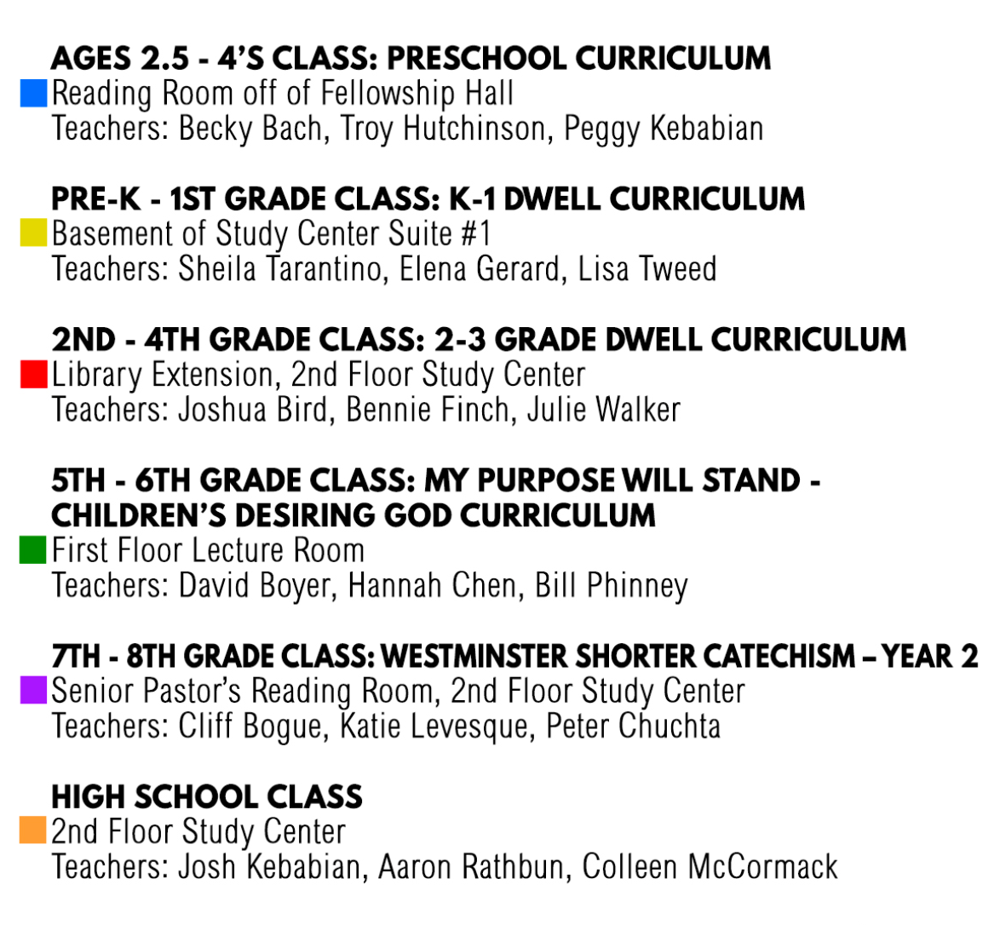 AGES 2.5 - 4’S CLASS: PRESCHOOL CURRICULUM
Reading Room off of Fellowship Hall
Teachers: Becky Bach, Troy Hutchinson, Peggy Kebabian
PRE-K - 1ST GRADE CLASS: K-1 DWELL CURRICULUM
Basement of Study Center Suite #1
Teachers: Sheila Tarantino, Elena Gerard, Lisa Tweed
2ND - 4TH GRADE CLASS: 2-3 GRADE DWELL CURRICULUM
Library Extension, 2nd Floor Study Center
Teachers: Joshua Bird, Bennie Finch, Julie Walker
5TH - 6TH GRADE CLASS: MY PURPOSE WILL STAND -
CHILDREN’S DESIRING GOD CURRICULUM
First Floor Lecture Room
Teachers: David Boyer, Hannah Chen, Bill Phinney
7TH - 8TH GRADE CLASS: WESTMINSTER SHORTER CATECHISM – YEAR 2
Senior Pastor’s Reading Room, 2nd Floor Study Center
Teachers: Cliff Bogue, Katie Levesque, Peter Chuchta
HIGH SCHOOL CLASS
2nd Floor Study Center
Teachers: Josh Kebabian, Aaron Rathbun, Colleen McCormack